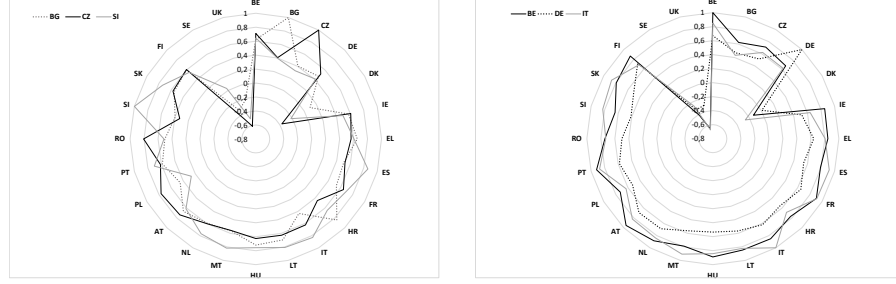 BG CZ SI
BE
BG
CZ
DE
DK
IE
EL
ES
FR
HR
IT
LT
HU
MT
NL
AT
PL
PT
RO
SI
SK
FI
SE
UK
1
0,8
0,6
0,4
0,2
0
-0,2
-0,4
-0,6
-0,8
BE DE IT
BE
BG
CZ
DE
DK
IE
EL
ES
FR
HR
IT
LT
HU
MT
NL
AT
PL
PT
RO
SI
SK
FI
SE
UK
1
0,8
0,6
0,4
0,2
0
-0,2
-0,4
-0,6
-0,8